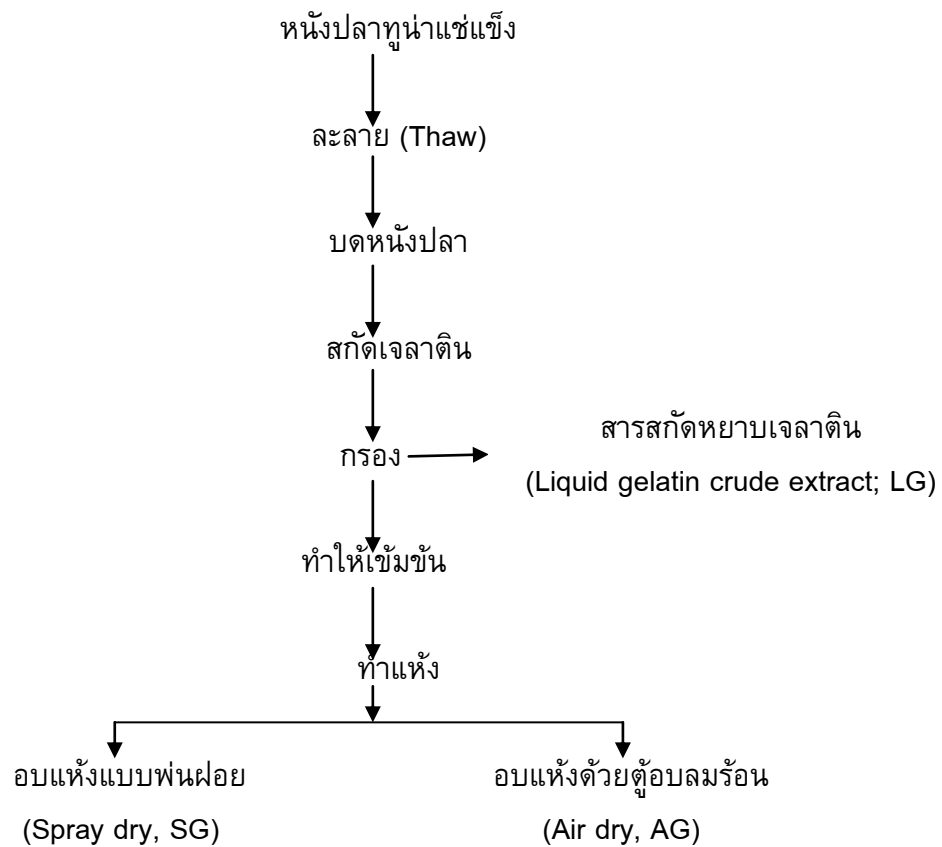 หนังปลาทูน่าแช่แข็ง
ละลาย (Thaw)
บดหนังปลา
สกัดเจลาติน
กรอง
สารสกัดหยาบเจลาติน
(Liquid gelatin crude extract; LG)
ทำให้เข้มข้น
ทำแห้ง
อบแห้งแบบพ่นฝอย
(Spray dry, SG)
อบแห้งด้วยตู้อบลมร้อน
(Air dry, AG)